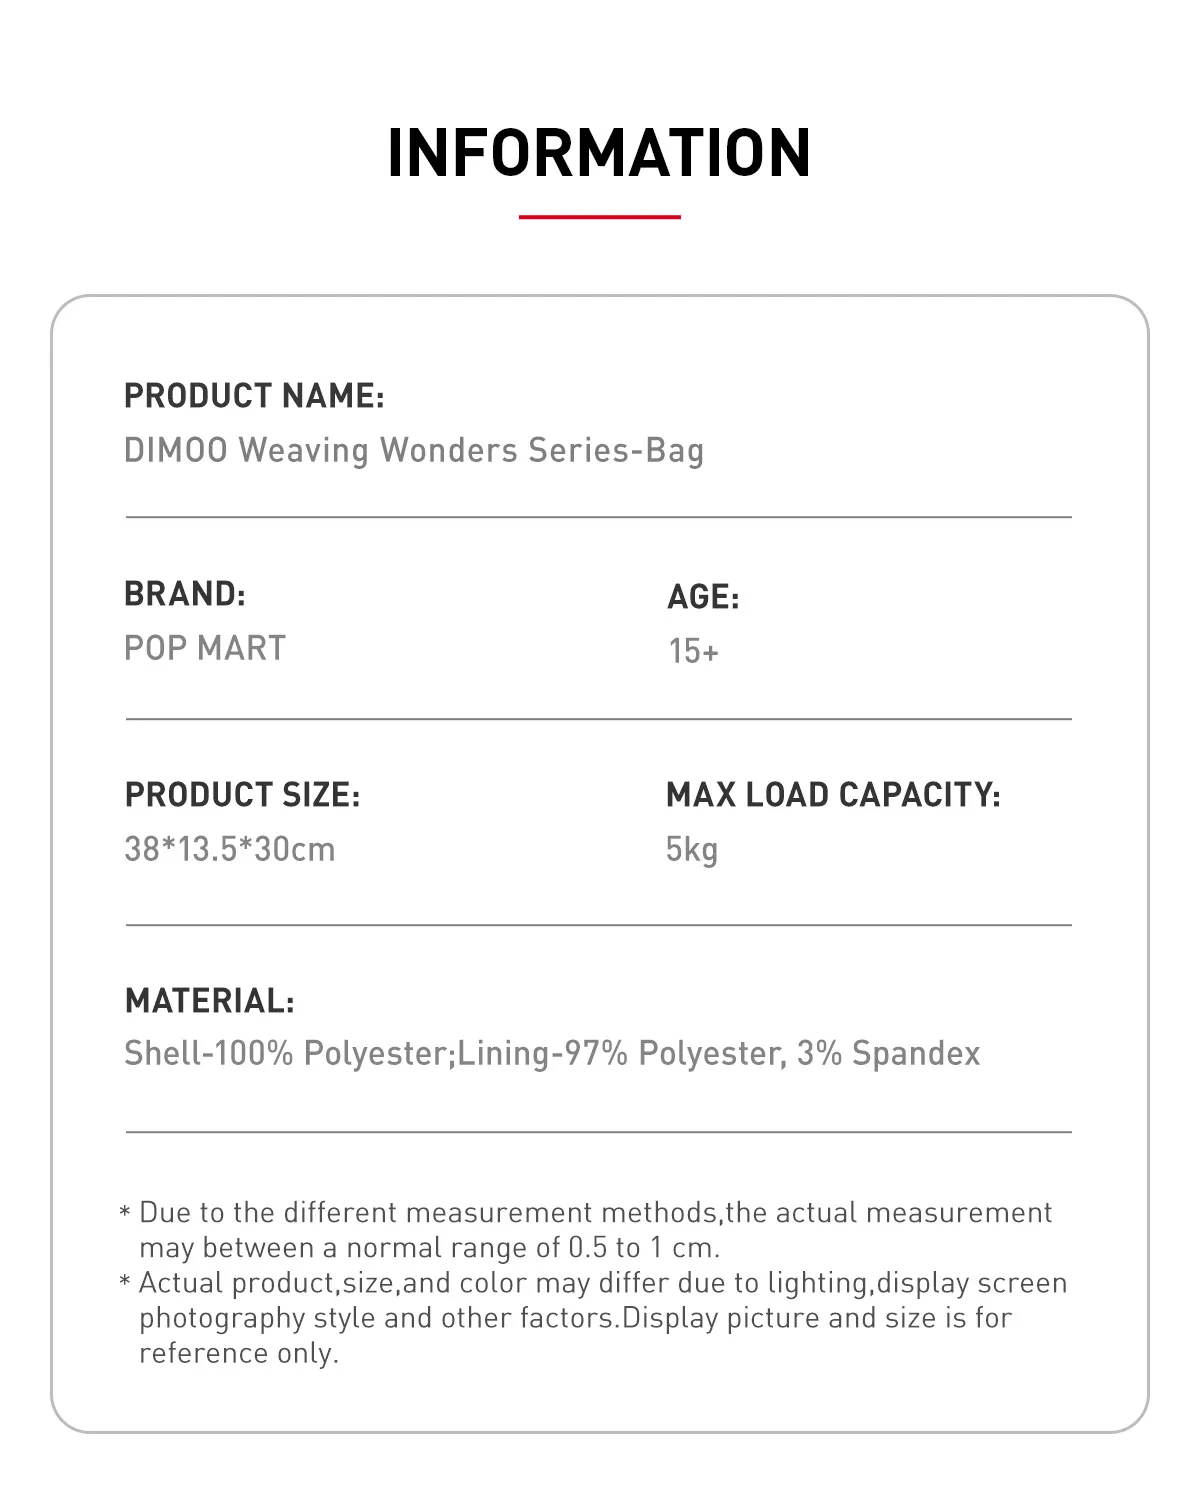 INFORMATION
PRODUCT NAME:
DIMOO Weaving Wonders Series-Bag
BRAND:
POP MART
AGE:
15+
PRODUCT SIZE:
38*13.5*30cm
MAX LOAD CAPACITY:
5kg
MATERIAL:
Shell-100% Polyester;Lining-97% Polyester, 3% Spandex
* Due to the different measurement methods,the actual measurement
may between a normal range of 0.5 to 1 cm.
* Actual product,size,and color may differ due to lighting,display screen
photography style and other factors.Display picture and size is for
reference only.